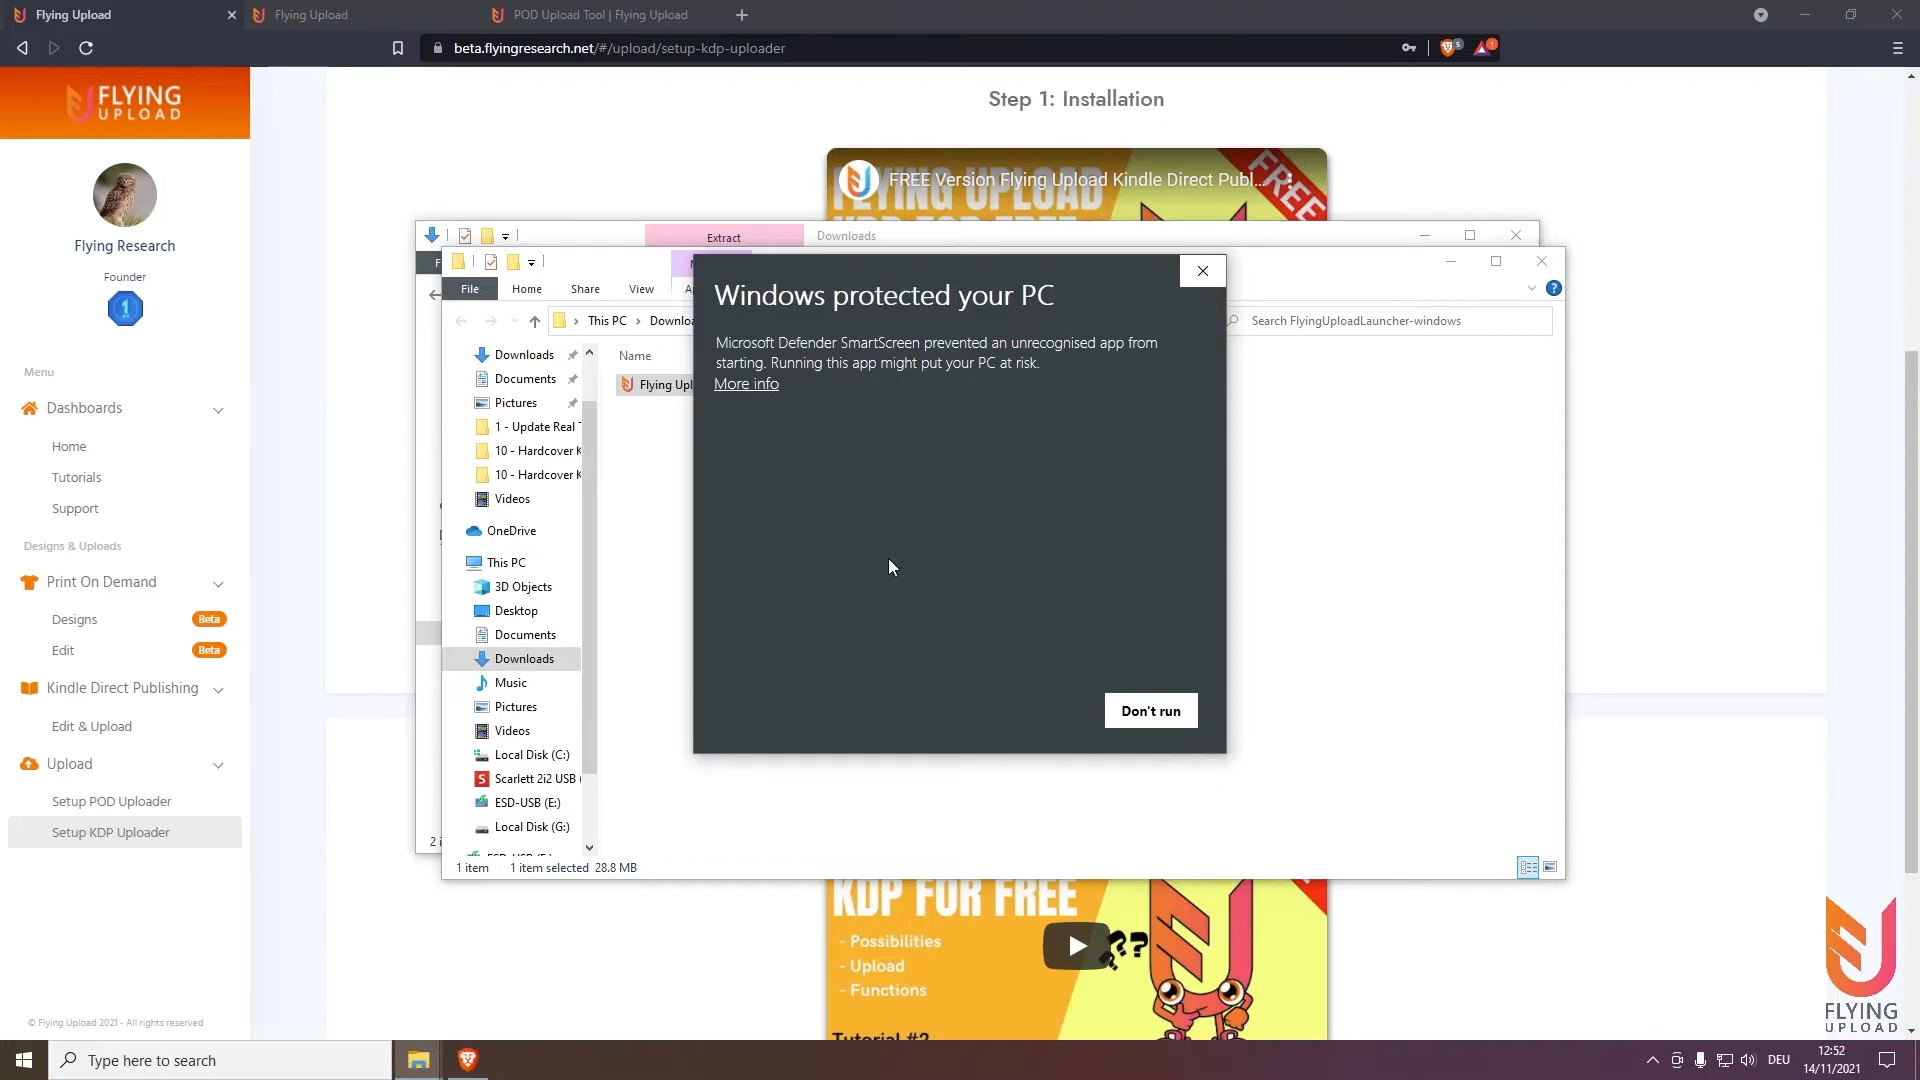 Flying Upload
Flying Upload
POD Upload Tool | Flying Upload
beta.flyingresearch.net/#/upload/setup-kdp-uploader
5
1
FLYING
UPLOAD
Flying Research
Founder
1
Menu
Dashboards
Home
Tutorials
Support
Designs & Uploads
Print On Demand
Designs
Beta
Edit
Beta
Kindle Direct Publishing
Edit & Upload
Upload
Setup POD Uploader
Setup KDP Uploader
© Flying Upload 2021 - All rights reserved
Step 1: Installation
FREE Version Flying Upload Kindle Direct Publ...
FLYING UPLOAD
FREE
Extract
Downloads
File
Home
Share
View
This PC
Search FlyingUploadLauncher-windows
Name
Flying Upl
Downloads
Documents
Pictures
1 - Update Real
10 - Hardcover K
10 - Hardcover K
Videos
OneDrive
This PC
3D Objects
Desktop
Documents
Downloads
Music
Pictures
Videos
Local Disk (C:)
Scarlett 2i2 USB (
ESD-USB (E:)
Local Disk (G:)
1 item
1 item selected 28.8 MB
Windows protected your PC
Microsoft Defender SmartScreen prevented an unrecognised app from
starting. Running this app might put your PC at risk.
More info
Don't run
KDP FOR FREE
- Possibilities
- Upload
- Functions
Tutorial #2
???
FLYING
UPLOAD
Type here to search
DEU
12:52
14/11/2021